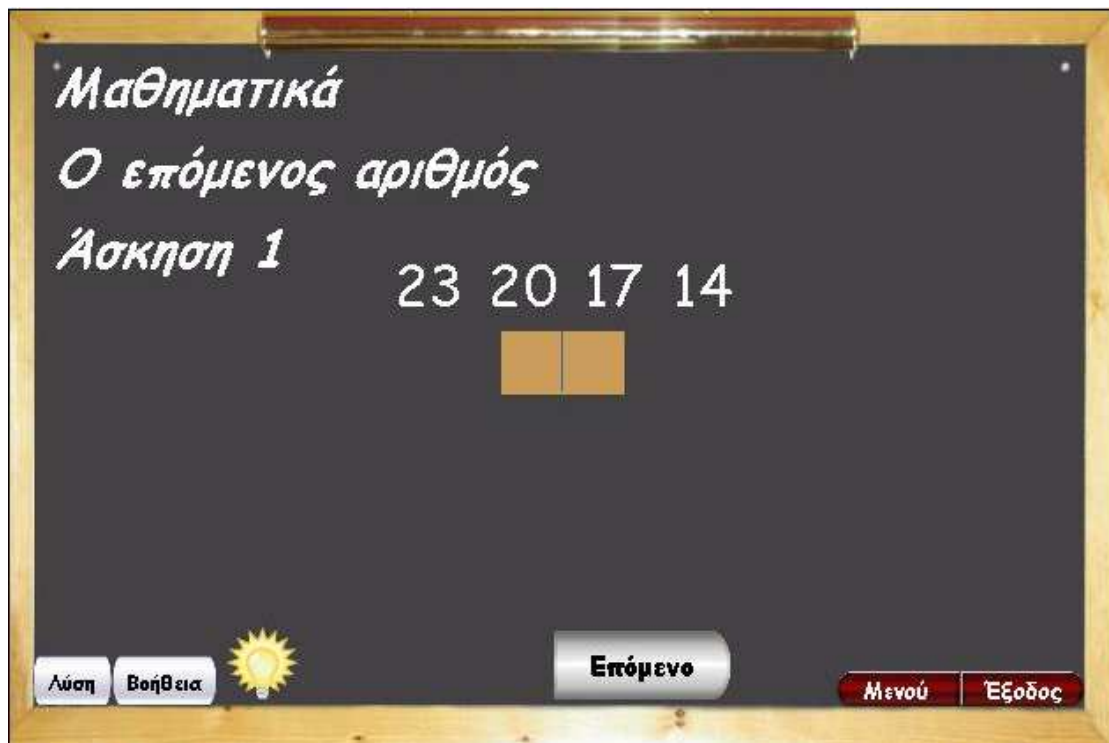 Μαθηματικά
Ο επόμενος αριθμός
Άσκηση 1
23 20 17 14
Επόμενο
Λύση Βοήθεια
Μενού Έξοδος